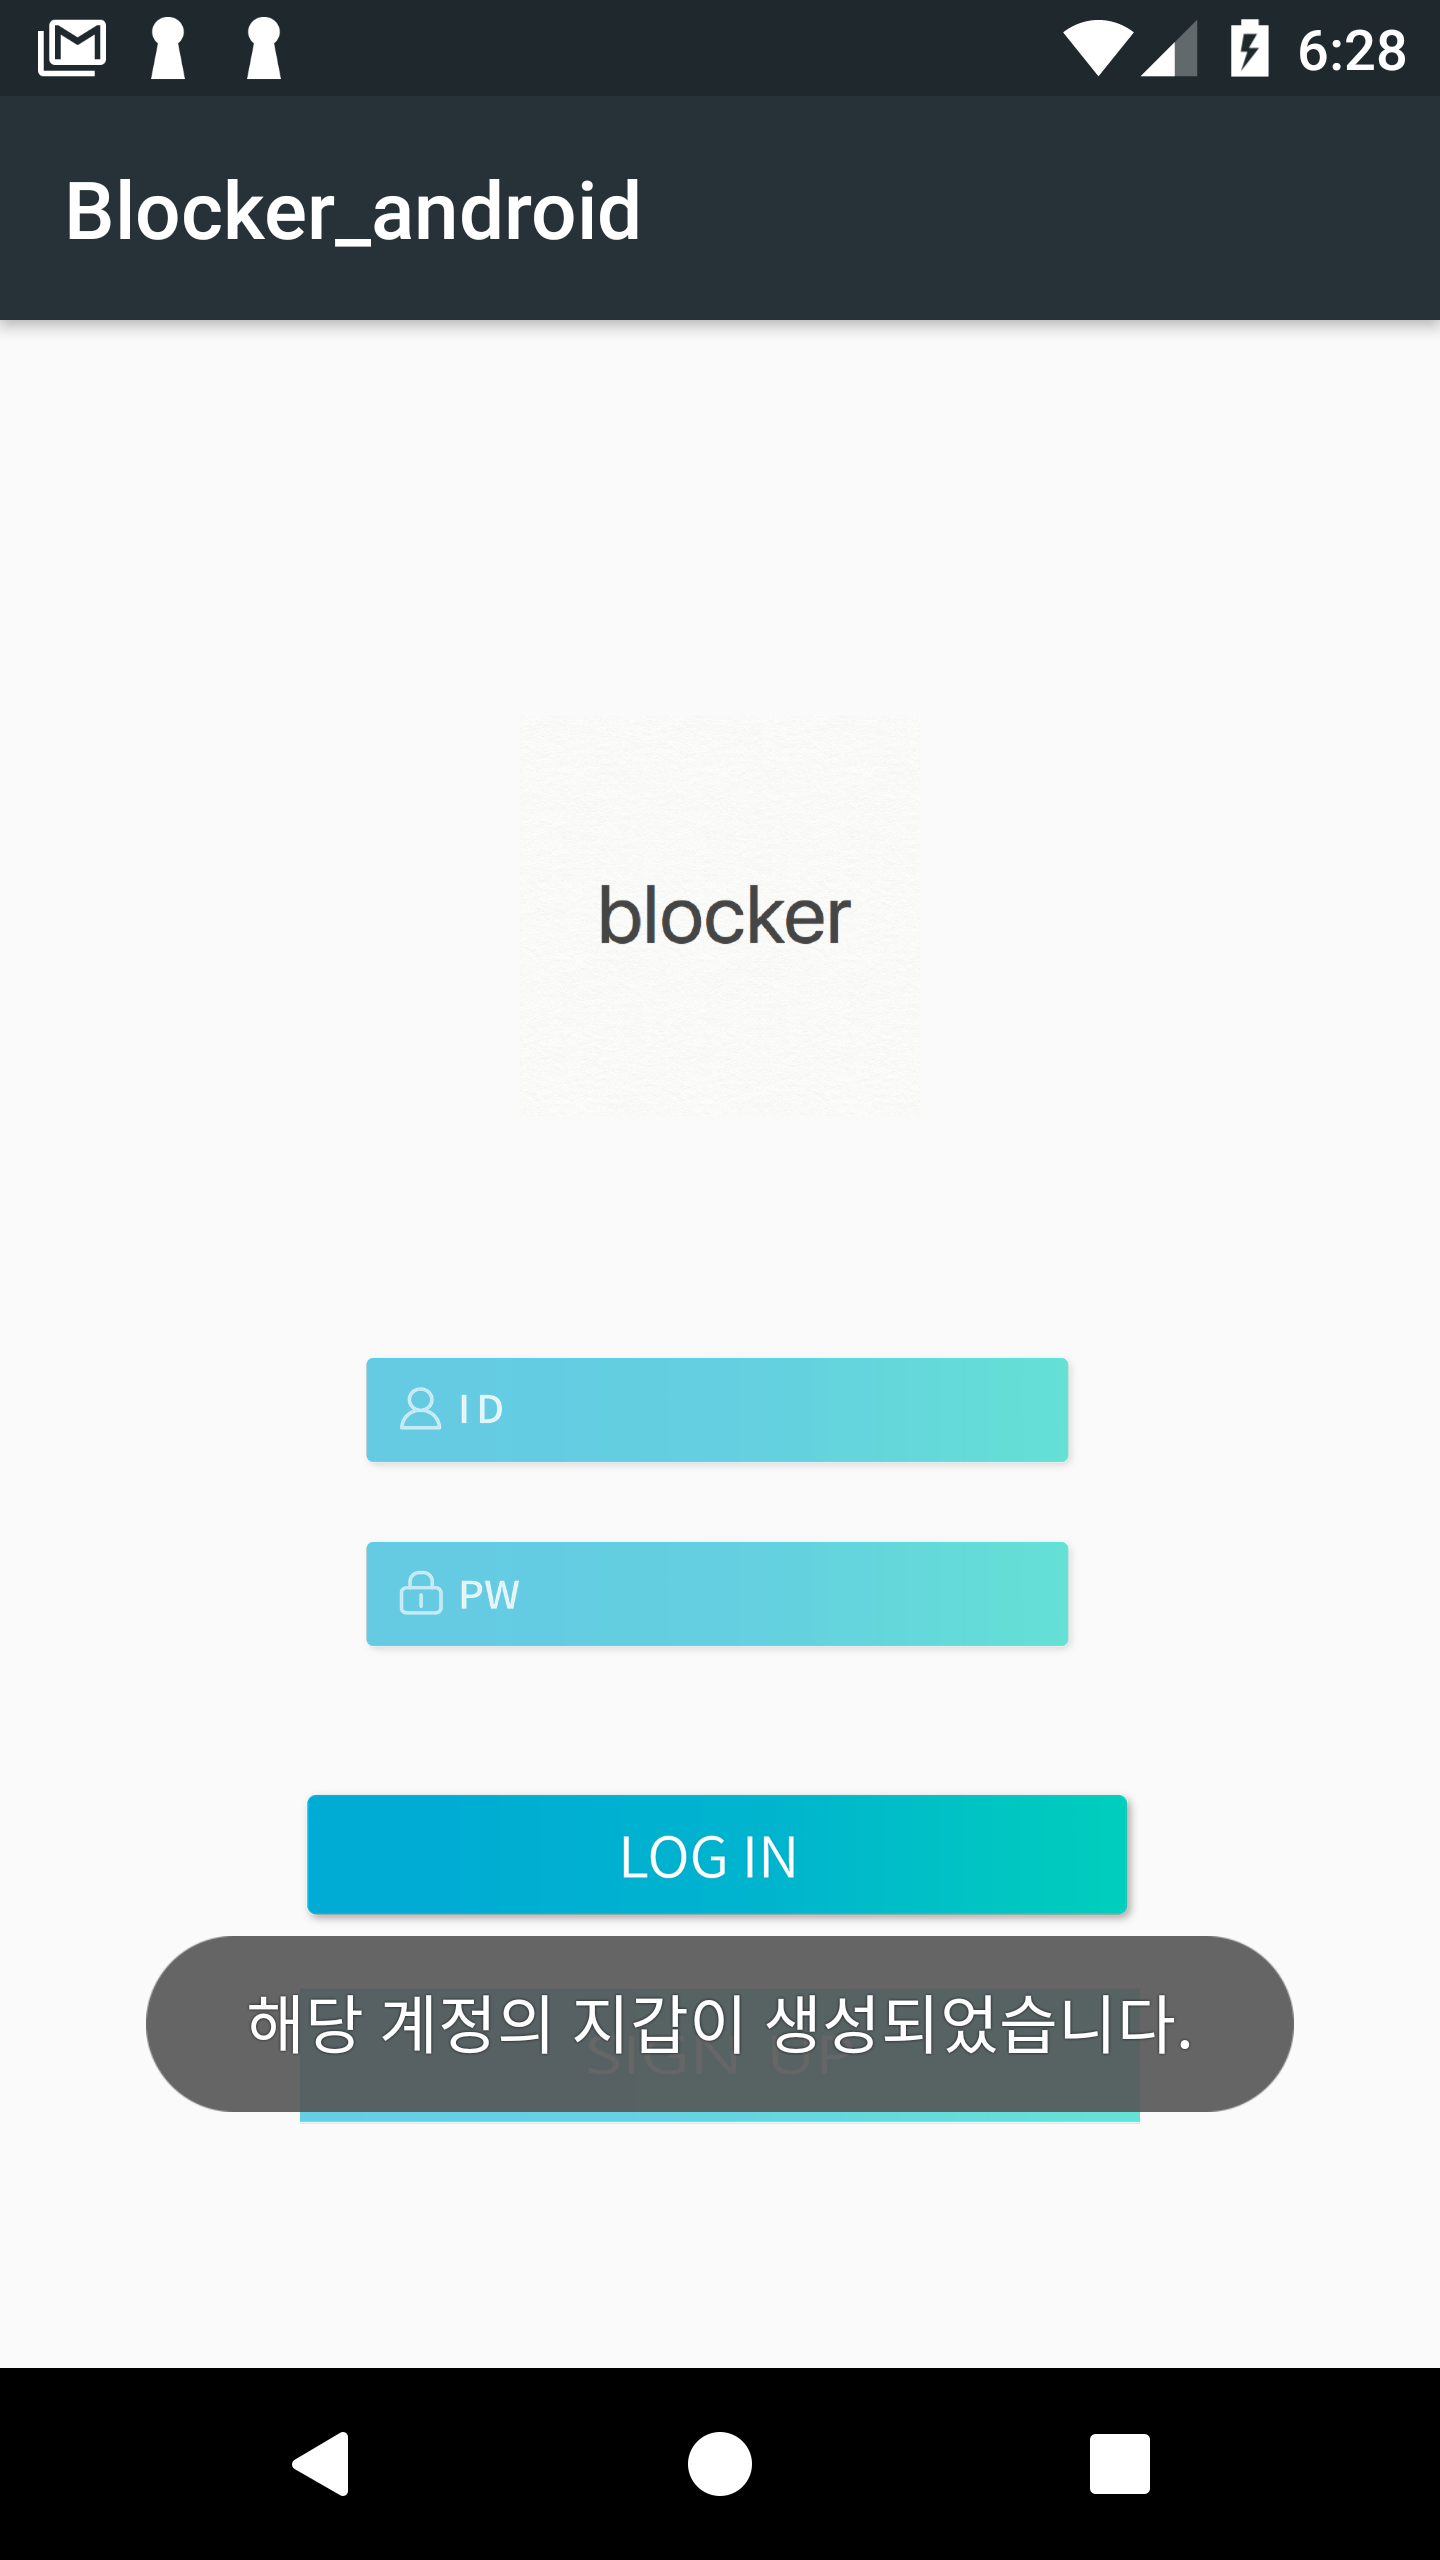 6:28
Blocker_android
blocker
ID
PW
LOG IN
해당 계정의 지갑이 생성되었습니다.
SIGN UP